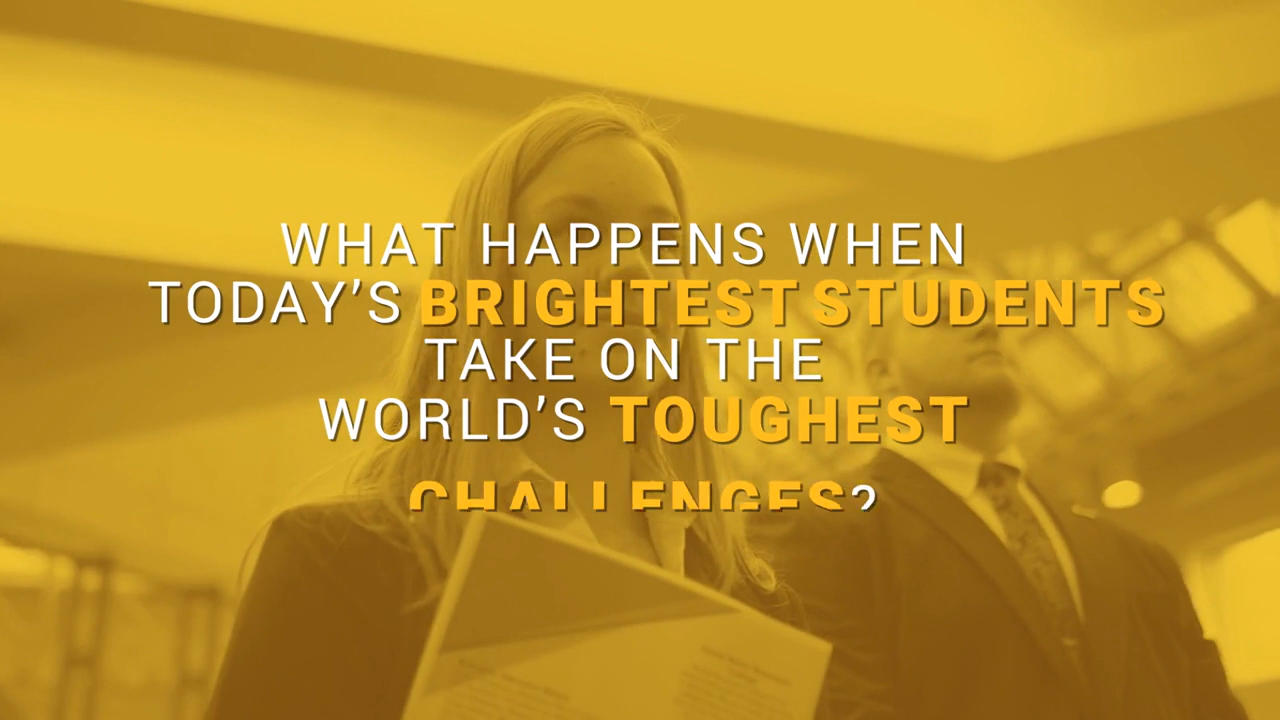 WHAT HAPPENS WHEN
TODAY’S BRIGHTEST STUDENTS
TAKE ON THE
WORLD’S TOUGHEST
CHALLENGES?